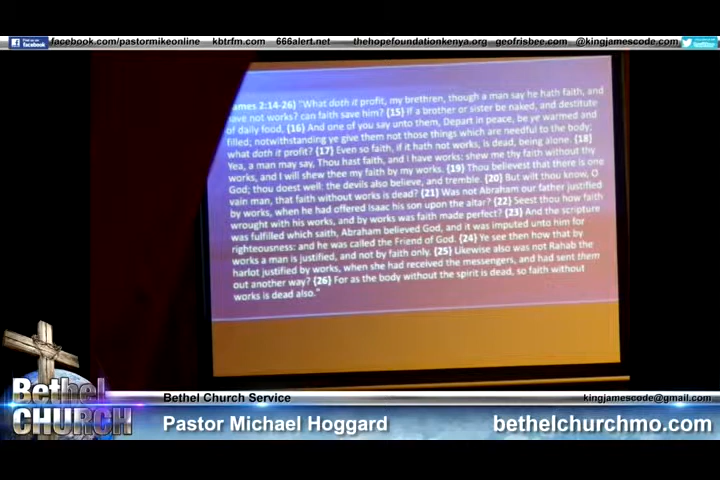 Find us on facebook
facebook.com/pastormikeonline kbtrfm.com 666alert.net thehopefoundationkenya.org geofrisbee.com @kingjamescode.com
James 2:14-26) "What doth it profit, my brethren, though a man say he hath faith, and
have not works? can faith save him? (15) If a brother or sister be naked, and destitute
of daily food, (16) And one of you say unto them, Depart in peace, be ye warmed and
filled; notwithstanding ye give them not those things which are needful to the body;
what doth it profit? (17) Even so faith, if it hath not works, is dead, being alone. (18)
Yea, a man may say, Thou hast faith, and I have works: shew me thy faith without thy
works, and I will shew thee my faith by my works. (19) Thou believest that there is one
God; thou doest well: the devils also believe, and tremble. (20) But wilt thou know, O
vain man, that faith without works is dead? (21) Was not Abraham our father justified
by works, when he had offered Isaac his son upon the altar? (22) Seest thou how faith
wrought with his works, and by works was faith made perfect? (23) And the scripture
was fulfilled which saith, Abraham believed God, and it was imputed unto him for
righteousness: and he was called the Friend of God. (24) Ye see then how that by
works a man is justified, and not by faith only. (25) Likewise also was not Rahab the
harlot justified by works, when she had received the messengers, and had sent them
out another way? (26) For as the body without the spirit is dead, so faith without
works is dead also."
Bethel
CHURCH
Bethel Church Service kingjamescode@gmail.com
Pastor Michael Hoggard bethelchurchmo.com